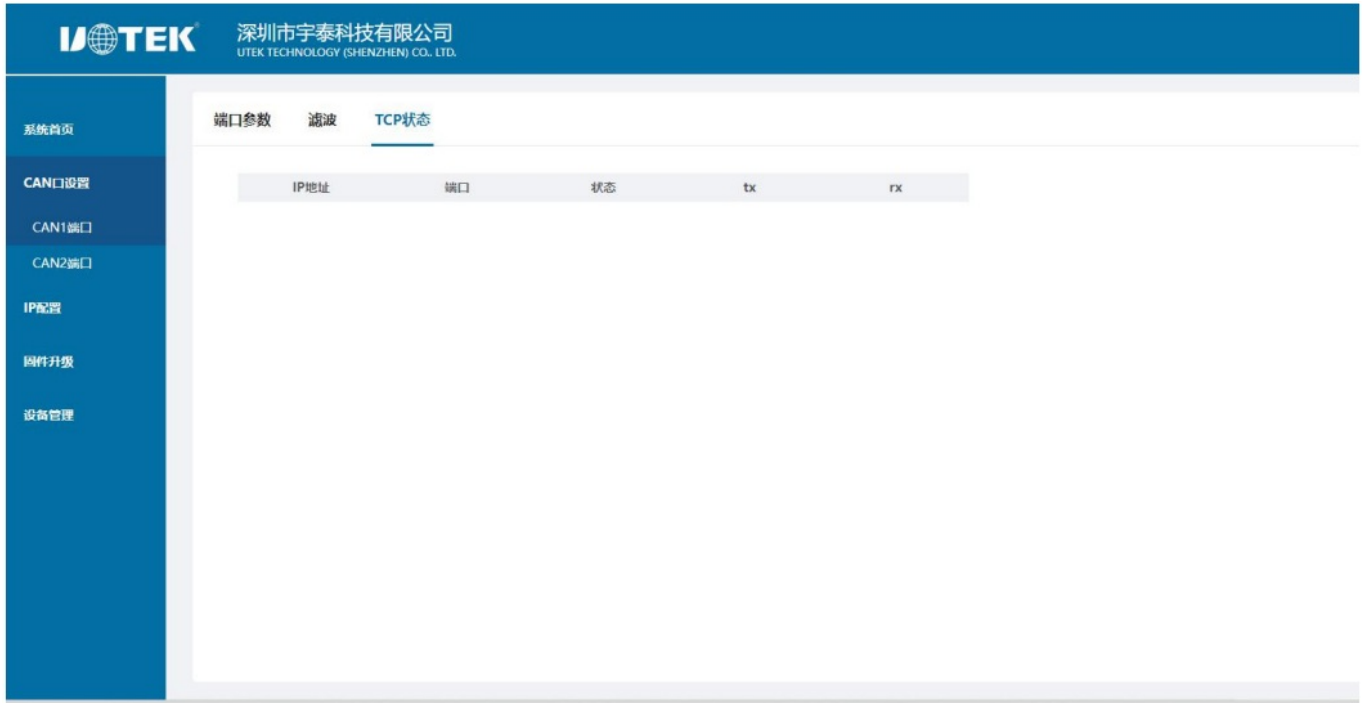 UTEK®
深圳市宇泰科技有限公司
UTEK TECHNOLOGY (SHENZHEN) CO., LTD.
系统首页
CAN口设置
CAN1端口
CAN2端口
IP配置
固件升级
设备管理
端口参数 滤波 TCP状态
IP地址 端口 状态 tx rx